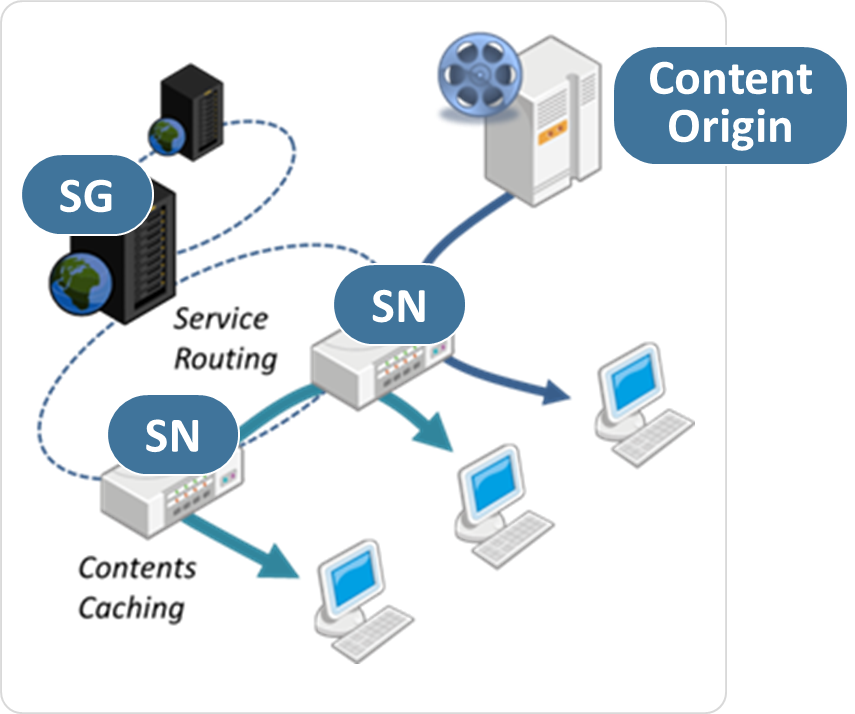 Content
Origin
SG
SN
Service
Routing
SN
Contents
Caching